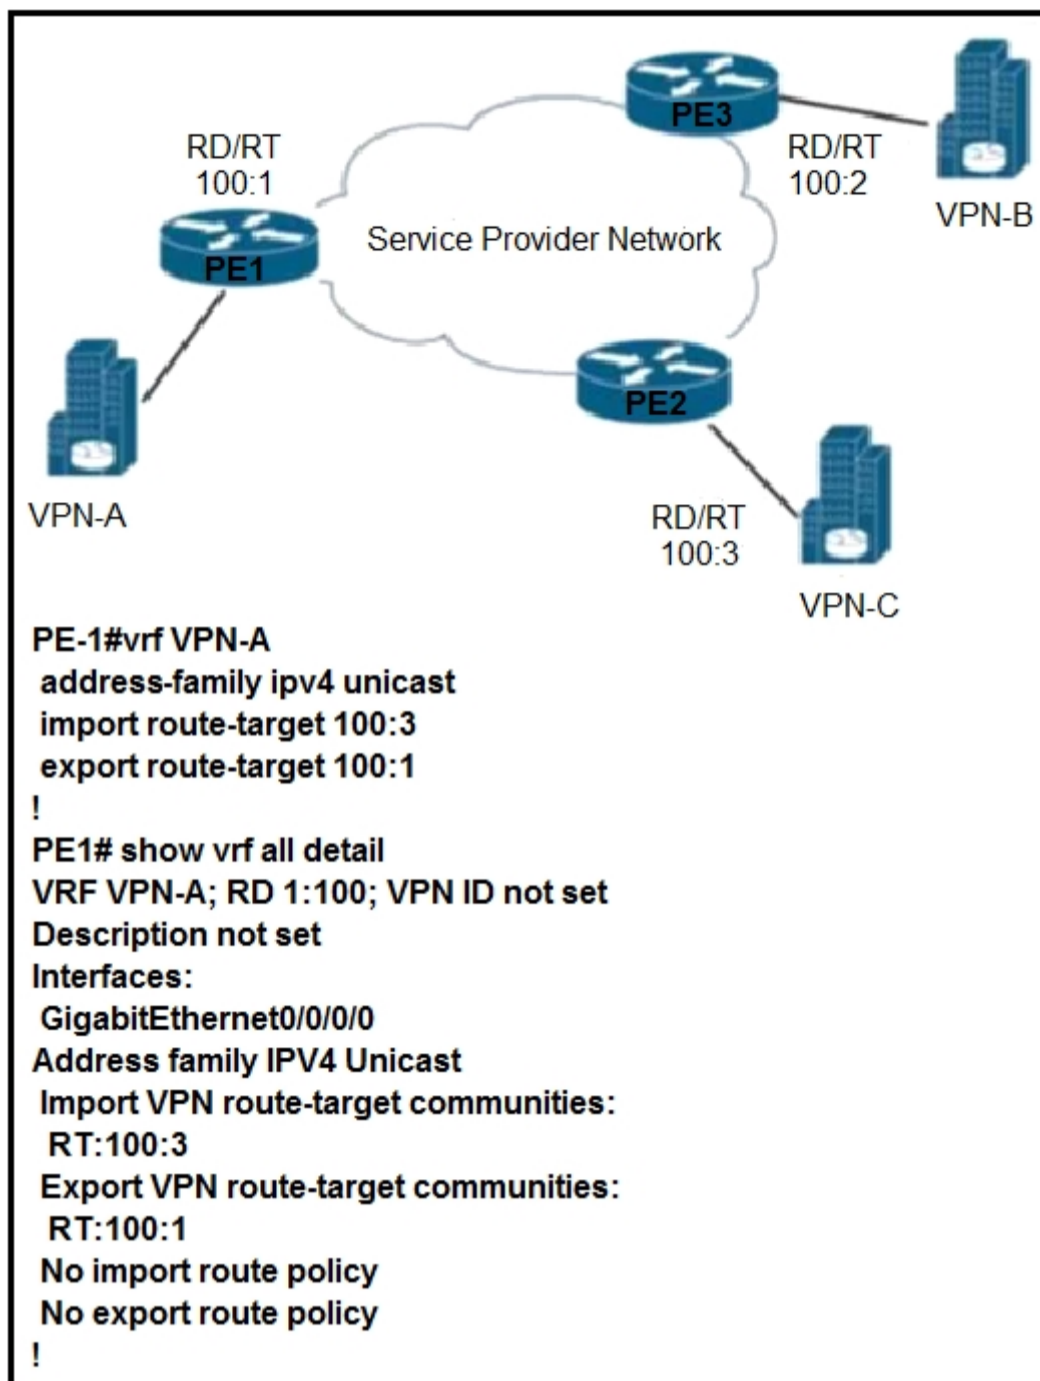 PE3
RD/RT
100:2
VPN-B
RD/RT
100:1
PE1
Service Provider Network
PE2
VPN-A
RD/RT
100:3
VPN-C
PE-1#vrf VPN-A
address-family ipv4 unicast
import route-target 100:3
export route-target 100:1
!
PE1# show vrf all detail
VRF VPN-A; RD 1:100; VPN ID not set
Description not set
Interfaces:
GigabitEthernet0/0/0/0
Address family IPV4 Unicast
Import VPN route-target communities:
RT:100:3
Export VPN route-target communities:
RT:100:1
No import route policy
No export route policy
!